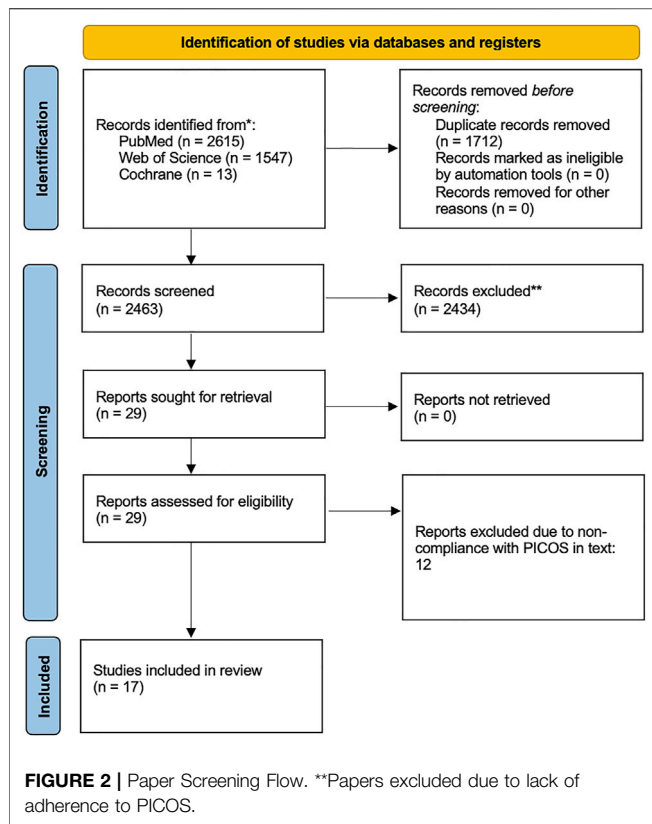 Identification of studies via databases and registers
Identification
Records identified from*:
PubMed (n = 2615)
Web of Science (n = 1547)
Cochrane (n = 13)
Records removed before
screening:
Duplicate records removed
(n = 1712)
Records marked as ineligible
by automation tools (n = 0)
Records removed for other
reasons (n = 0)
Screening
Records screened
(n = 2463)
Records excluded**
(n = 2434)
Reports sought for retrieval
(n = 29)
Reports not retrieved
(n = 0)
Reports assessed for eligibility
(n = 29)
Reports excluded due to non-
compliance with PICOS in text:
12
Included
Studies included in review
(n = 17)
FIGURE 2 | Paper Screening Flow. **Papers excluded due to lack of
adherence to PICOS.